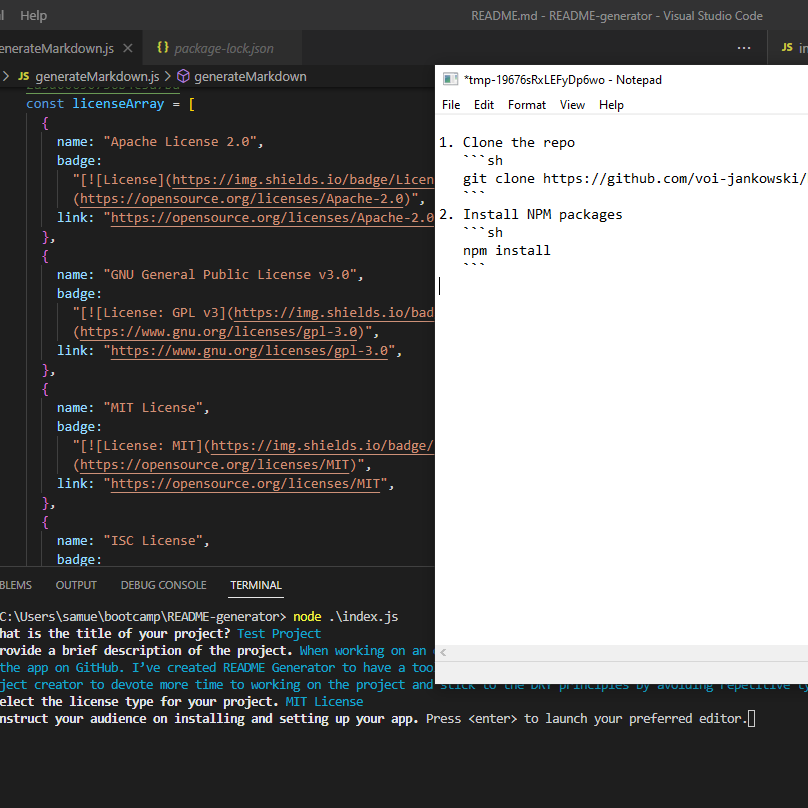 Help
README.md - README-generator - Visual Studio Code
generateMarkdown.js
{} package-lock.json
JS
JS generateMarkdown.js > generateMarkdown
const licenseArray = [
{
name: "Apache License 2.0",
badge:
"[![License](https://img.shields.io/badge/Licen
(https://opensource.org/licenses/Apache-2.0)",
link: "https://opensource.org/licenses/Apache-2.0
},
{
name: "GNU General Public License v3.0",
badge:
"[![License: GPL v3](https://img.shields.io/bad
(https://www.gnu.org/licenses/gpl-3.0)",
link: "https://www.gnu.org/licenses/gpl-3.0",
},
{
name: "MIT License",
badge:
"[![License: MIT](https://img.shields.io/badge/
(https://opensource.org/licenses/MIT)",
link: "https://opensource.org/licenses/MIT",
},
{
name: "ISC License",
badge:
*tmp-19676sRxLEFyDp6wo - Notepad
File Edit Format View Help
1. Clone the repo
```sh
git clone https://github.com/voi-jankowski/
```
2. Install NPM packages
```sh
npm install
```
BLEMS OUTPUT DEBUG CONSOLE TERMINAL
C:\Users\samue\bootcamp\README-generator> node .\index.js
hat is the title of your project? Test Project
rovide a brief description of the project. When working on an
the app on GitHub. I've created README Generator to have a too
ject creator to devote more time to working on the project and stick to the DRY principles by avoiding repetitive ty
elect the license type for your project. MIT License
nstruct your audience on installing and setting up your app. Press <enter> to launch your preferred editor.